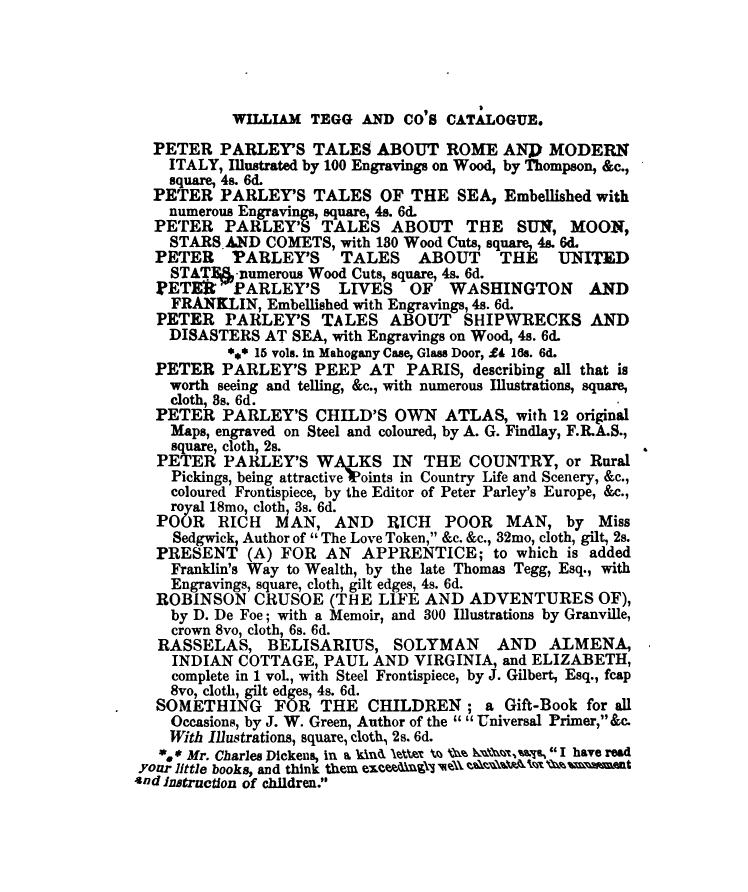 WILLIAM TEGG AND CO'S CATALOGUE.
PETER PARLEY'S TALES ABOUT ROME AND MODERN
ITALY, Illustrated by 100 Engravings on Wood, by Thompson, &c.,
square, 4s. 6d.
PETER PARLEY'S TALES OF THE SEA, Embellished with
numerous Engravings, square, 4s. 6d.
PETER PARLEY'S TALES ABOUT THE SUN, MOON,
STARS AND COMETS, with 130 Wood Cuts, square, 4s. 6d.
PETER PARLEY'S TALES ABOUT THE UNITED
STATES, numerous Wood Cuts, square, 4s. 6d.
PETER PARLEY'S LIVES OF WASHINGTON AND
FRANKLIN, Embellished with Engravings, 4s. 6d.
PETER PARLEY'S TALES ABOUT SHIPWRECKS AND
DISASTERS AT SEA, with Engravings on Wood, 4s. 6d.
*⁎* 15 vols. in Mahogany Case, Glass Door, £4 16s. 6d.
PETER PARLEY'S PEEP AT PARIS, describing all that is
worth seeing and telling, &c., with numerous Illustrations, square,
cloth, 3s. 6d.
PETER PARLEY'S CHILD'S OWN ATLAS, with 12 original
Maps, engraved on Steel and coloured, by A. G. Findlay, F.R.A.S.,
square, cloth, 2s.
PETER PARLEY'S WALKS IN THE COUNTRY, or Rural
Pickings, being attractive Points in Country Life and Scenery, &c.,
coloured Frontispiece, by the Editor of Peter Parley's Europe, &c.,
royal 18mo, cloth, 3s. 6d.
POOR RICH MAN, AND RICH POOR MAN, by Miss
Sedgwick, Author of "The Love Token," &c. &c., 32mo, cloth, gilt, 2s.
PRESENT (A) FOR AN APPRENTICE; to which is added
Franklin's Way to Wealth, by the late Thomas Tegg, Esq., with
Engravings, square, cloth, gilt edges, 4s. 6d.
ROBINSON CRUSOE (THE LIFE AND ADVENTURES OF),
by D. De Foe; with a Memoir, and 300 Illustrations by Granville,
crown 8vo, cloth, 6s. 6d.
RASSELAS, BELISARIUS, SOLYMAN AND ALMENA,
INDIAN COTTAGE, PAUL AND VIRGINIA, and ELIZABETH,
complete in 1 vol., with Steel Frontispiece, by J. Gilbert, Esq., fcap
8vo, cloth, gilt edges, 4s. 6d.
SOMETHING FOR THE CHILDREN; a Gift-Book for all
Occasions, by J. W. Green, Author of the " " Universal Primer," &c.
With Illustrations, square, cloth, 2s. 6d.
*⁎* Mr. Charles Dickens, in a kind letter to the Author, says, "I have read
your little books, and think them exceedingly well calculated for the amusement
and instruction of children."